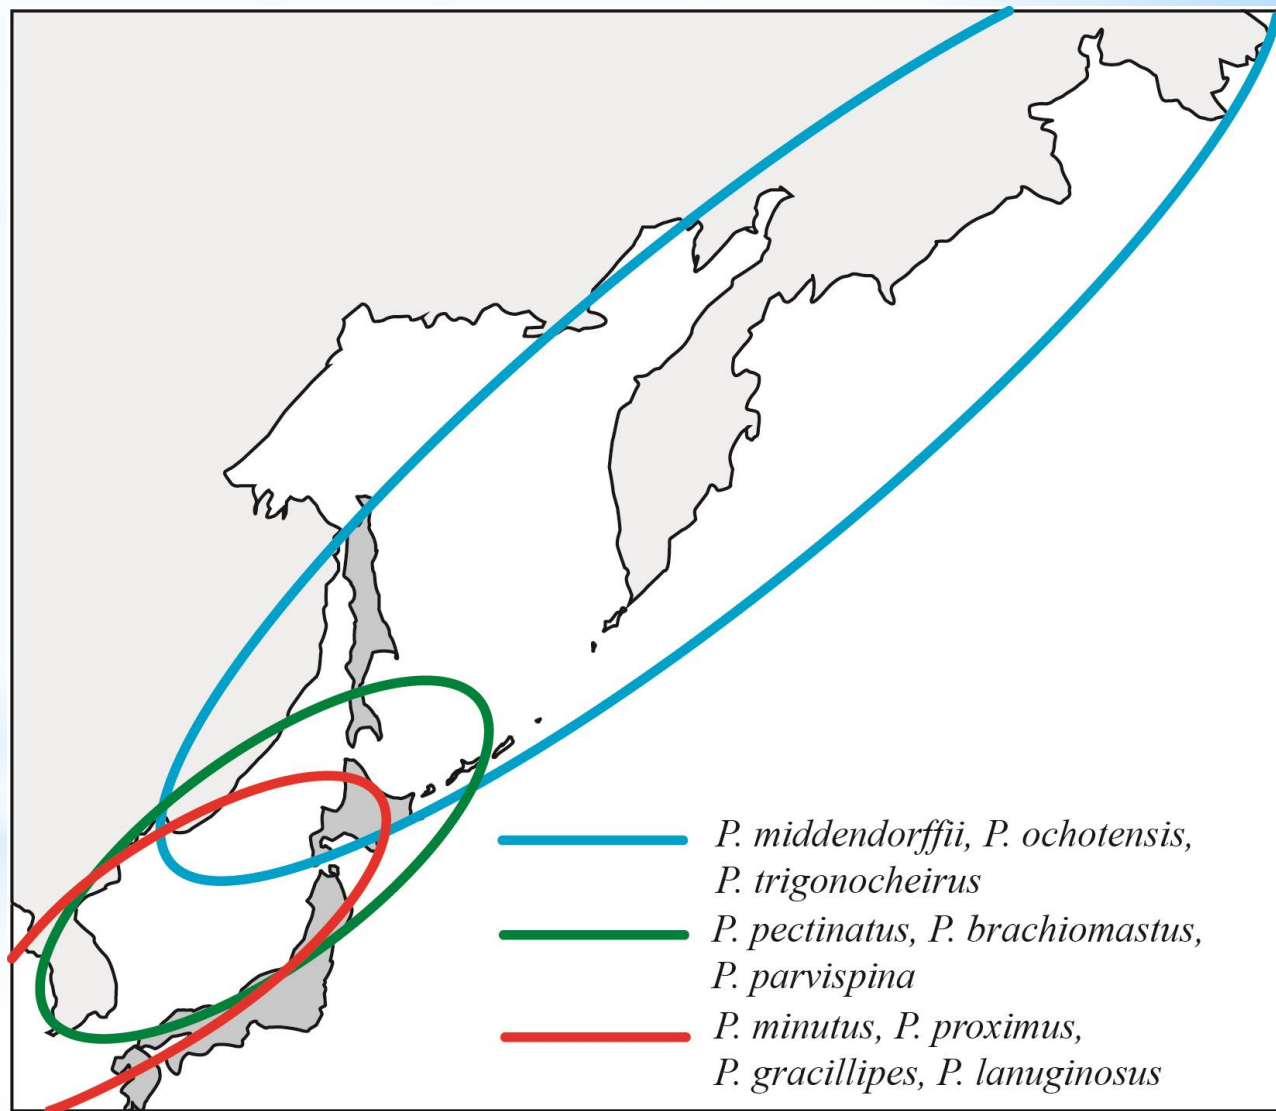 P. middendorffii, P. ochotensis,
P. trigonocheirus
P. pectinatus, P. brachiomastus,
P. parvispina
P. minutus, P. proximus,
P. gracillipes, P. lanuginosus